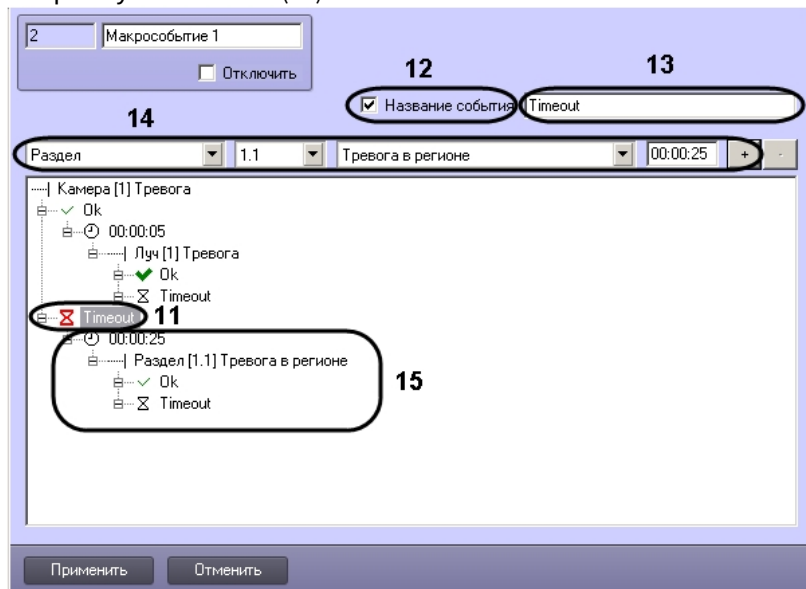 2 Макрособытие 1
Отключить
12 13
Название события Timeout
14
Раздел 1.1 Тревога в регионе 00:00:25 + -
Камера [1] Тревога
Ok
00:00:05
Луч [1] Тревога
Ok
Timeout
Timeout 11
00:00:25
Раздел [1.1] Тревога в регионе
Ok 15
Timeout
Применить Отменить